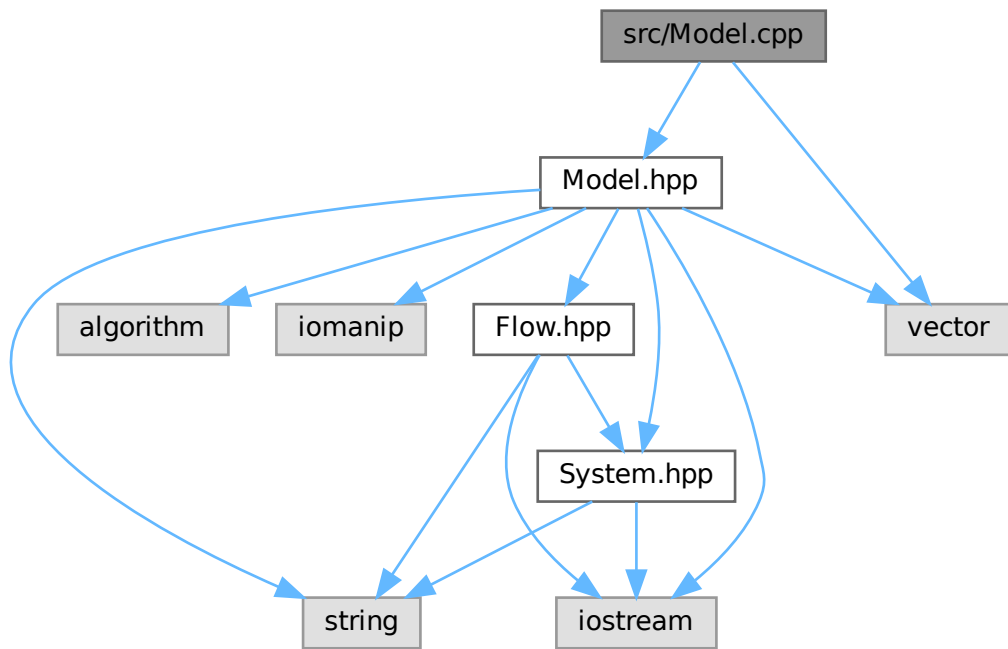 src/Model.cpp
Model.hpp
algorithm
iomanip
Flow.hpp
vector
System.hpp
string
iostream